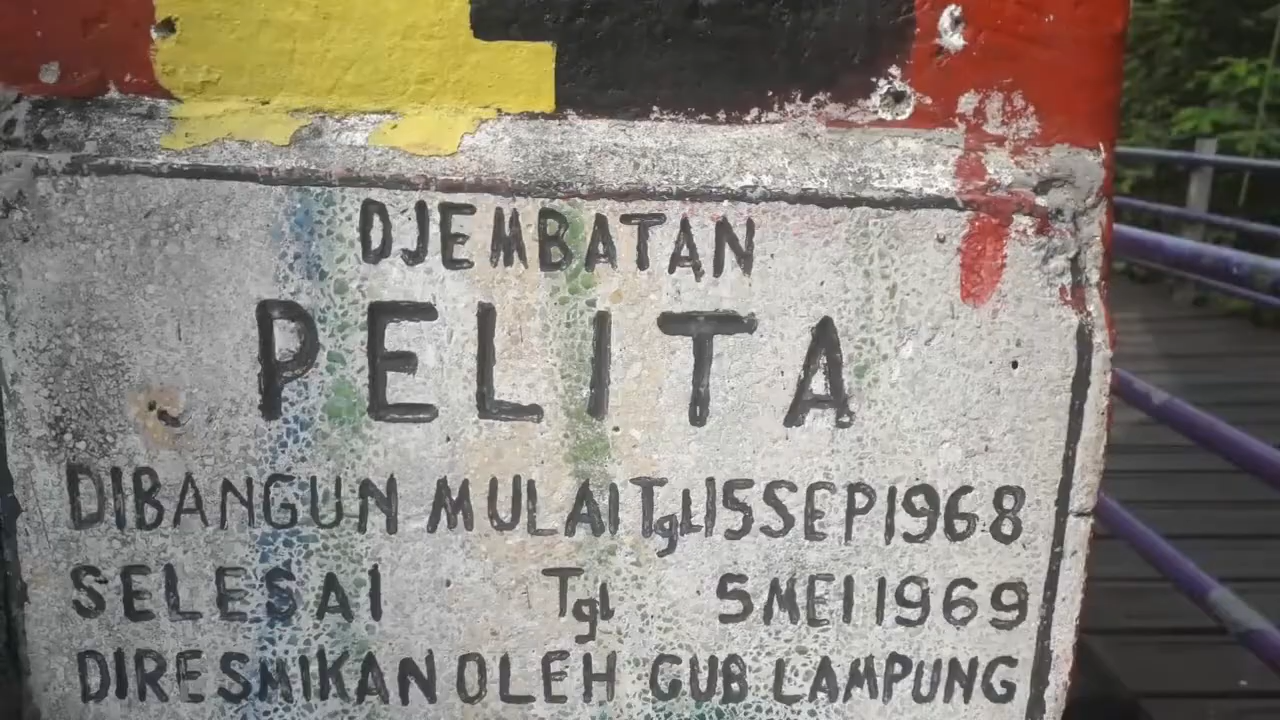 DJEMBATAN
PELITA
DIBANGUN MULAI Tgl 15 SEP 1968
SELESAI Tgl 5 MEI 1969
DIRESMIKAN OLEH GUB LAMPUNG